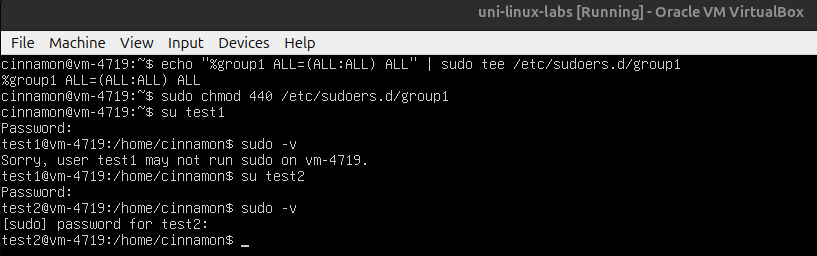 uni-linux-labs [Running] - Oracle VM VirtualBox
File Machine View Input Devices Help
cinnamon@vm-4719:~$ echo "%group1 ALL=(ALL:ALL) ALL" | sudo tee /etc/sudoers.d/group1
%group1 ALL=(ALL:ALL) ALL
cinnamon@vm-4719:~$ sudo chmod 440 /etc/sudoers.d/group1
cinnamon@vm-4719:~$ su test1
Password:
test1@vm-4719:/home/cinnamon$ sudo -v
Sorry, user test1 may not run sudo on vm-4719.
test1@vm-4719:/home/cinnamon$ su test2
Password:
test2@vm-4719:/home/cinnamon$ sudo -v
[sudo] password for test2:
test2@vm-4719:/home/cinnamon$ _